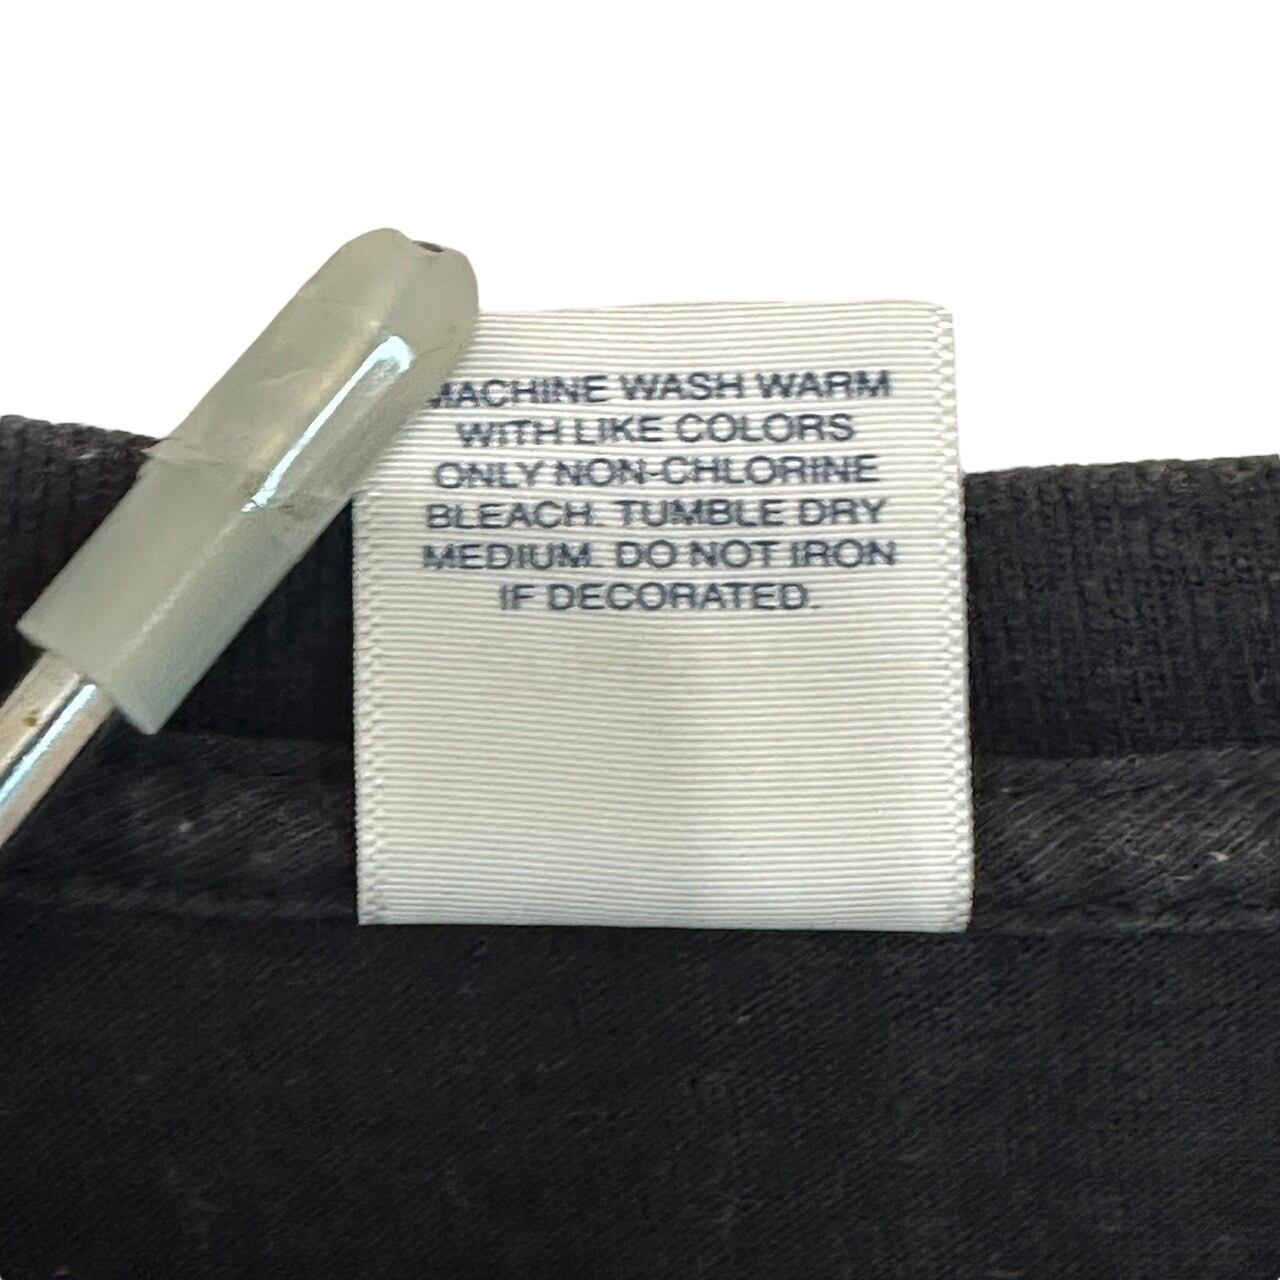 MACHINE WASH WARM
WITH LIKE COLORS
ONLY NON-CHLORINE
BLEACH. TUMBLE DRY
MEDIUM. DO NOT IRON
IF DECORATED.